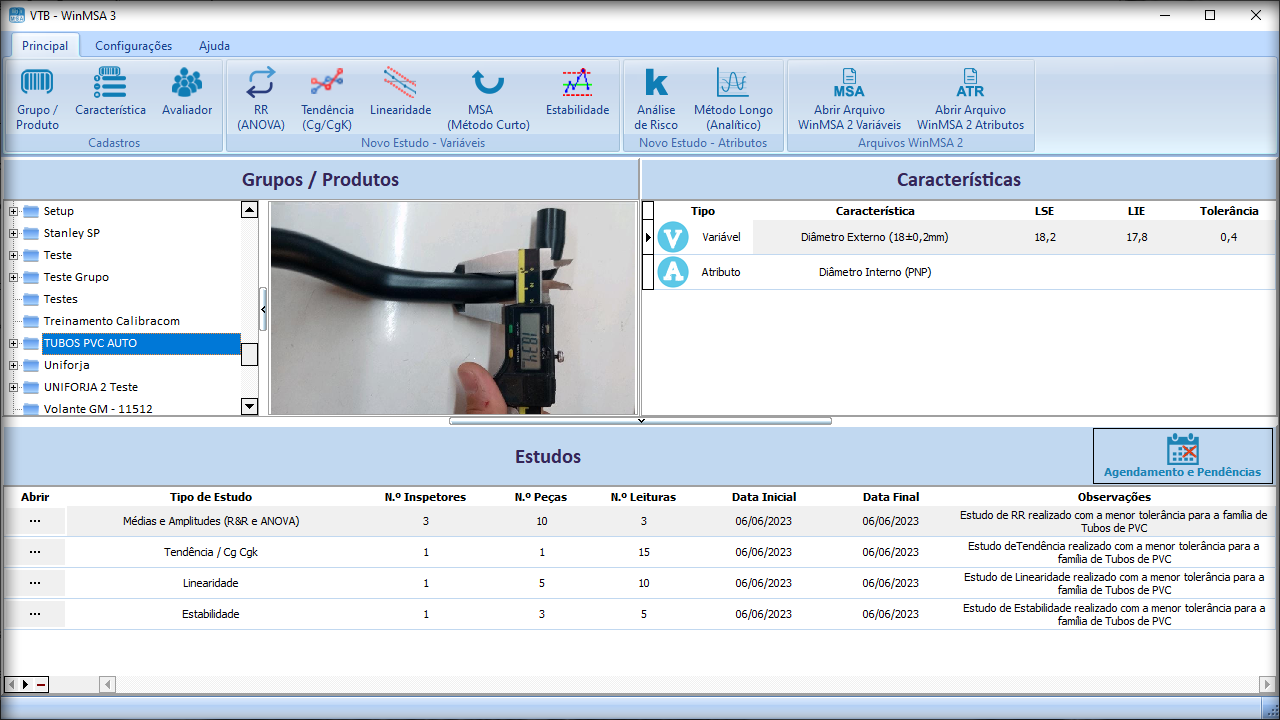 VTB - WinMSA 3
Principal Configurações Ajuda
Grupo / Produto
Característica
Avaliador
Cadastros
RR (ANOVA)
Tendência (Cg/CgK)
Linearidade
MSA (Método Curto)
Estabilidade
Novo Estudo - Variáveis
Análise de Risco
Método Longo (Analítico)
Novo Estudo - Atributos
MSA
Abrir Arquivo WinMSA 2 Variáveis
ATR
Abrir Arquivo WinMSA 2 Atributos
Arquivos WinMSA 2
Grupos / Produtos
Setup
Stanley SP
Teste
Teste Grupo
Testes
Treinamento Calibracom
TUBOS PVC AUTO
Uniforja
UNIFORJA 2 Teste
Volante GM - 11512
Características
Tipo Característica LSE LIE Tolerância
V Variável Diâmetro Externo (18±0,2mm) 18,2 17,8 0,4
A Atributo Diâmetro Interno (PNP)
Estudos
Agendamento e Pendências
Abrir Tipo de Estudo N.º Inspetores N.º Peças N.º Leituras Data Inicial Data Final Observações
... Médias e Amplitudes (R&R e ANOVA) 3 10 3 06/06/2023 06/06/2023 Estudo de RR realizado com a menor tolerância para a família de
Tubos de PVC
... Tendência / Cg Cgk 1 1 15 06/06/2023 06/06/2023 Estudo deTendência realizado com a menor tolerância para a
família de Tubos de PVC
... Linearidade 1 5 10 06/06/2023 06/06/2023 Estudo de Linearidade realizado com a menor tolerância para a
família de Tubos de PVC
... Estabilidade 1 3 5 06/06/2023 06/06/2023 Estudo de Estabilidade realizado com a menor tolerância para a
família de Tubos de PVC